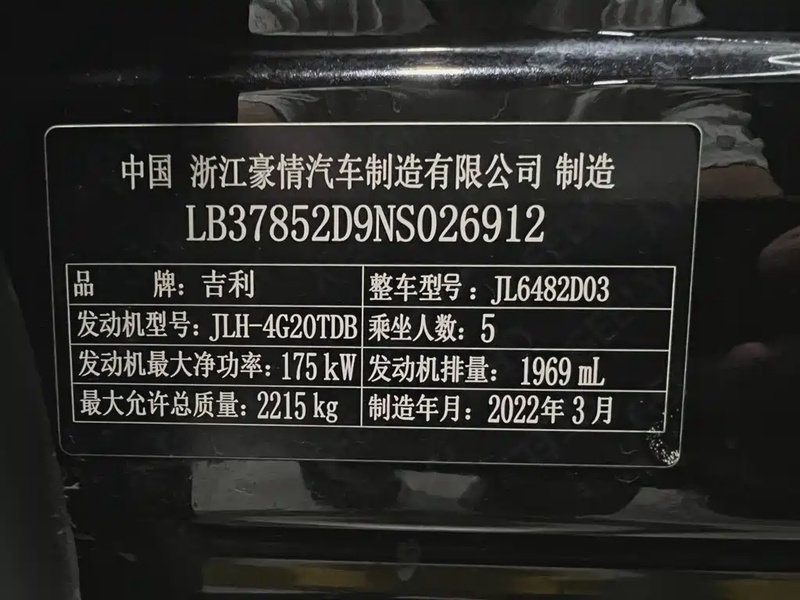 中国 浙江豪情汽车制造有限公司 制造
LB37852D9NS026912
品 牌：吉利 整车型号：JL6482D03
发动机型号：JLH-4G20TDB 乘坐人数：5
发动机最大净功率：175 kW 发动机排量： 1969 mL
最大允许总质量：2215 kg 制造年月：2022年 3 月